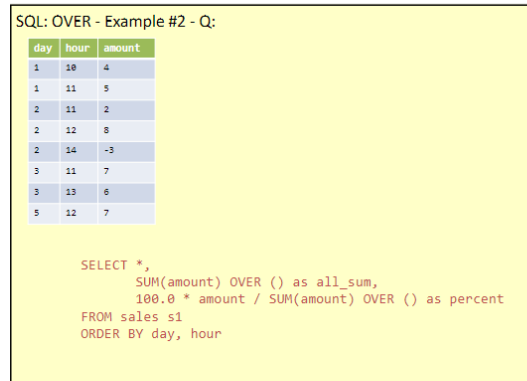 SQL: OVER - Example #2 - Q:
day hour amount
1 10 4
1 11 5
2 11 2
2 12 8
2 14 -3
3 11 7
3 13 6
5 12 7
SELECT *,
SUM(amount) OVER () as all_sum,
100.0 * amount / SUM(amount) OVER () as percent
FROM sales s1
ORDER BY day, hour